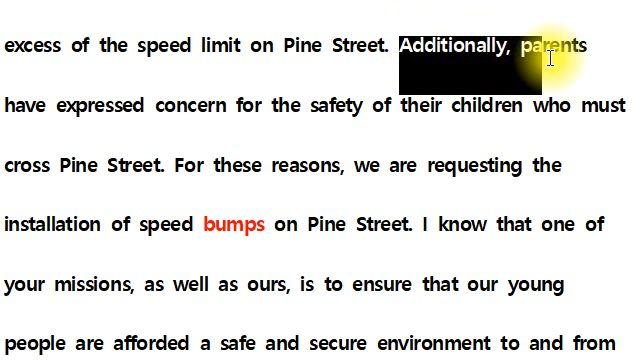 excess of the speed limit on Pine Street. Additionally, parents
have expressed concern for the safety of their children who must
cross Pine Street. For these reasons, we are requesting the
installation of speed bumps on Pine Street. I know that one of
your missions, as well as ours, is to ensure that our young
people are afforded a safe and secure environment to and from